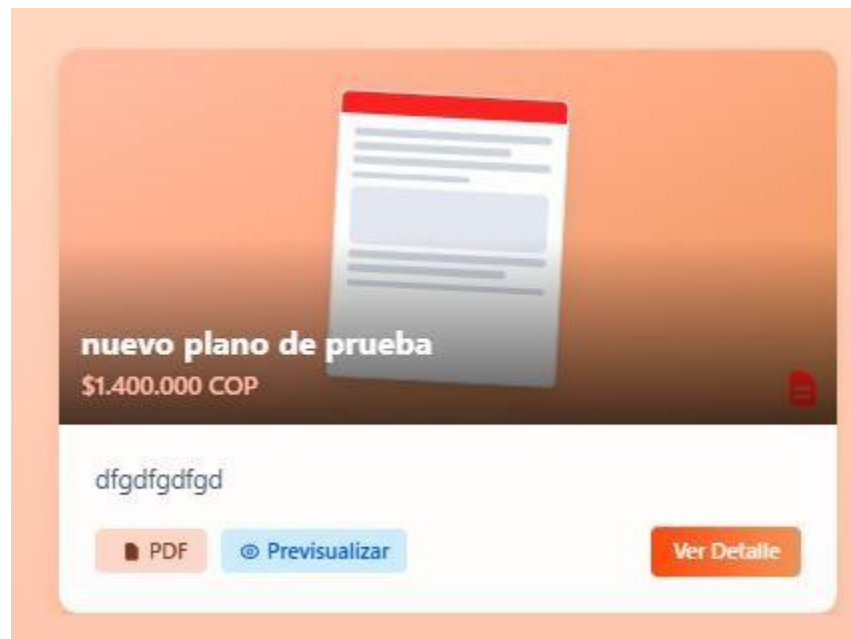 nuevo plano de prueba
$1.400.000 COP
dfgdfgdfgd
PDF
Previsualizar
Ver Detalle